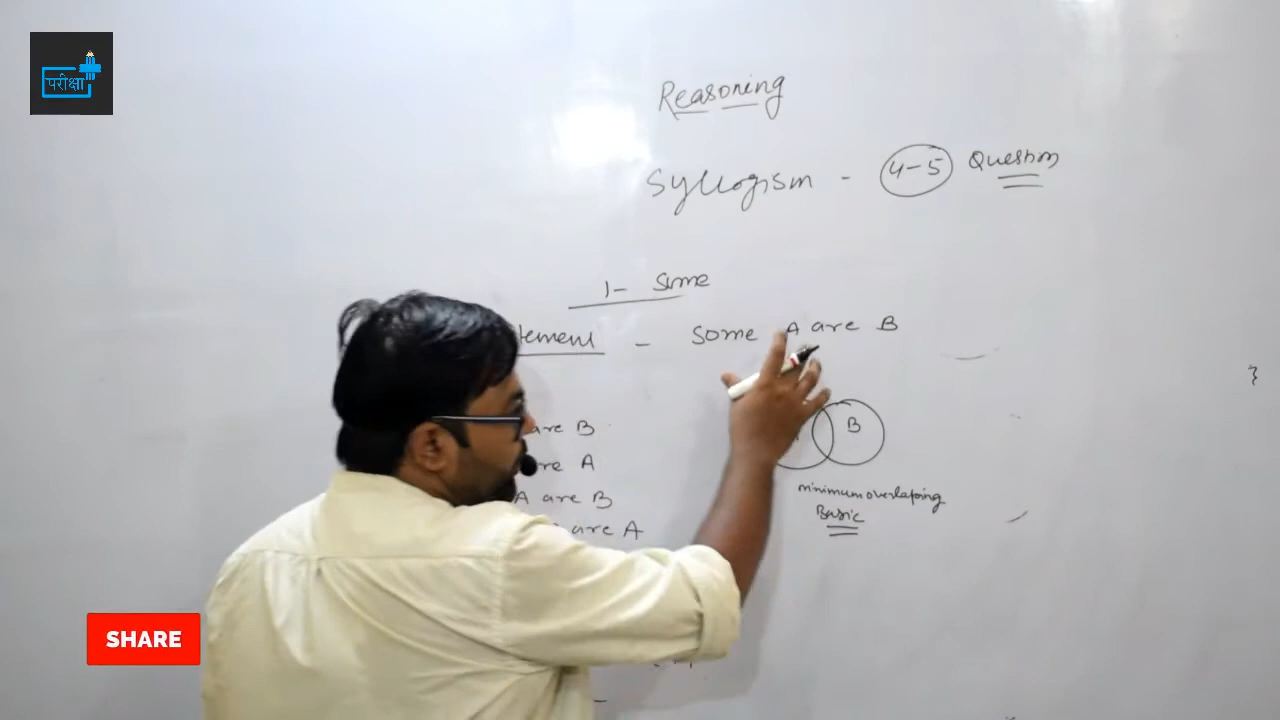 परीक्षा
Reasoning
Syllogism - 4-5 Question
1- Some
tement - Some A are B
are B
B
re A
A are B
are A
minimum overlaping
Basic
SHARE